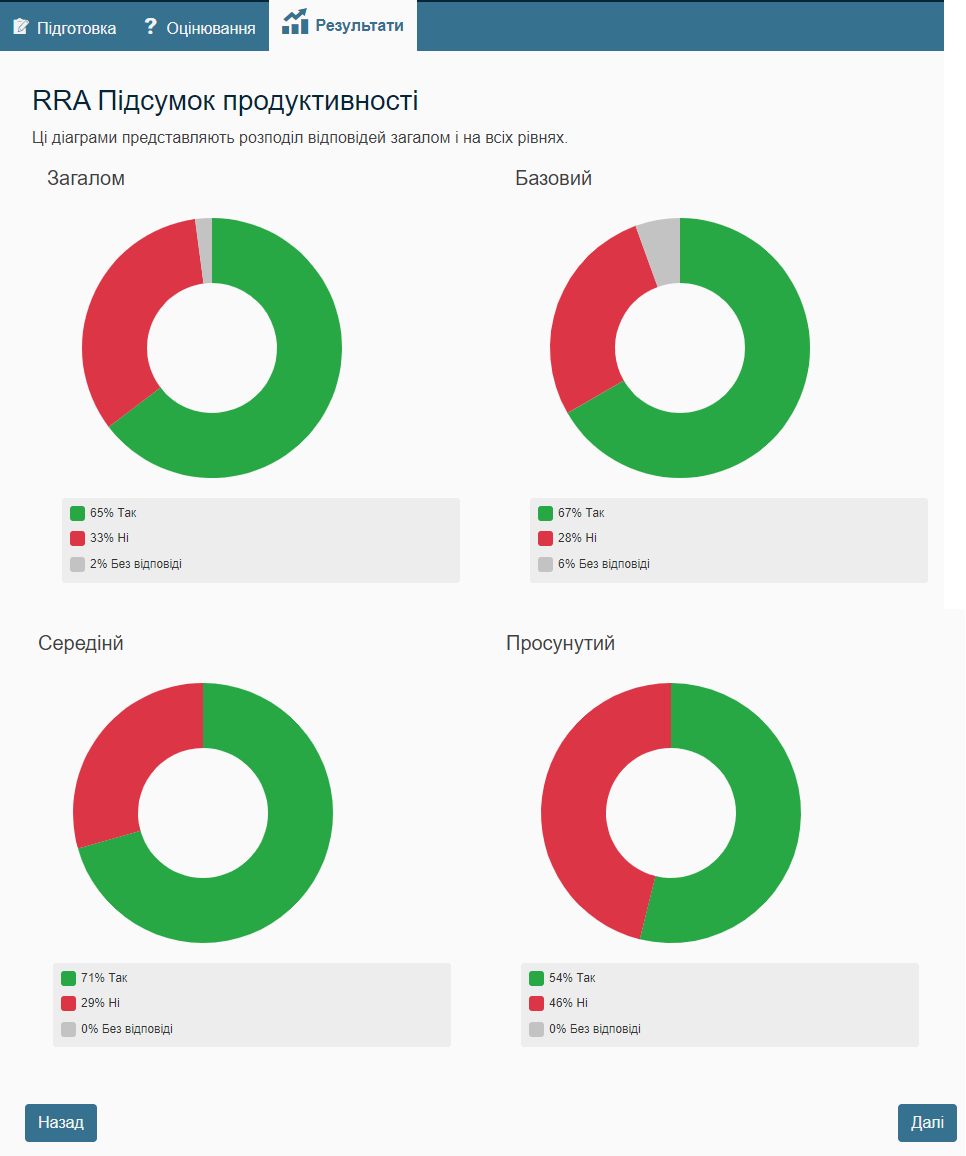 Підготовка
? Оцінювання
Результати
RRA Підсумок продуктивності
Ці діаграми представляють розподіл відповідей загалом і на всіх рівнях.
Загалом
Базовий
65% Так
33% Ні
2% Без відповіді
67% Так
28% Ні
6% Без відповіді
Середінй
Просунутий
71% Так
29% Ні
0% Без відповіді
54% Так
46% Ні
0% Без відповіді
Назад
Далі